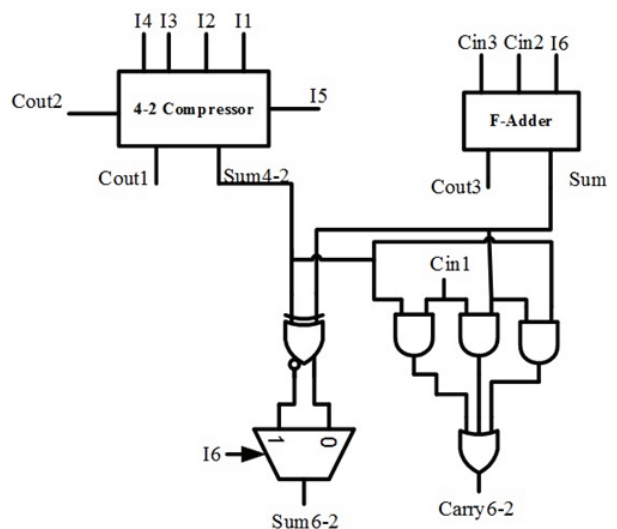 I4 I3 I2 I1
Cin3 Cin2 I6
Cout2
4-2 Compressor
I5
F-Adder
Cout1
Sum4-2
Cout3
Sum
Cin1
1
0
I6
Sum6-2
Carry6-2